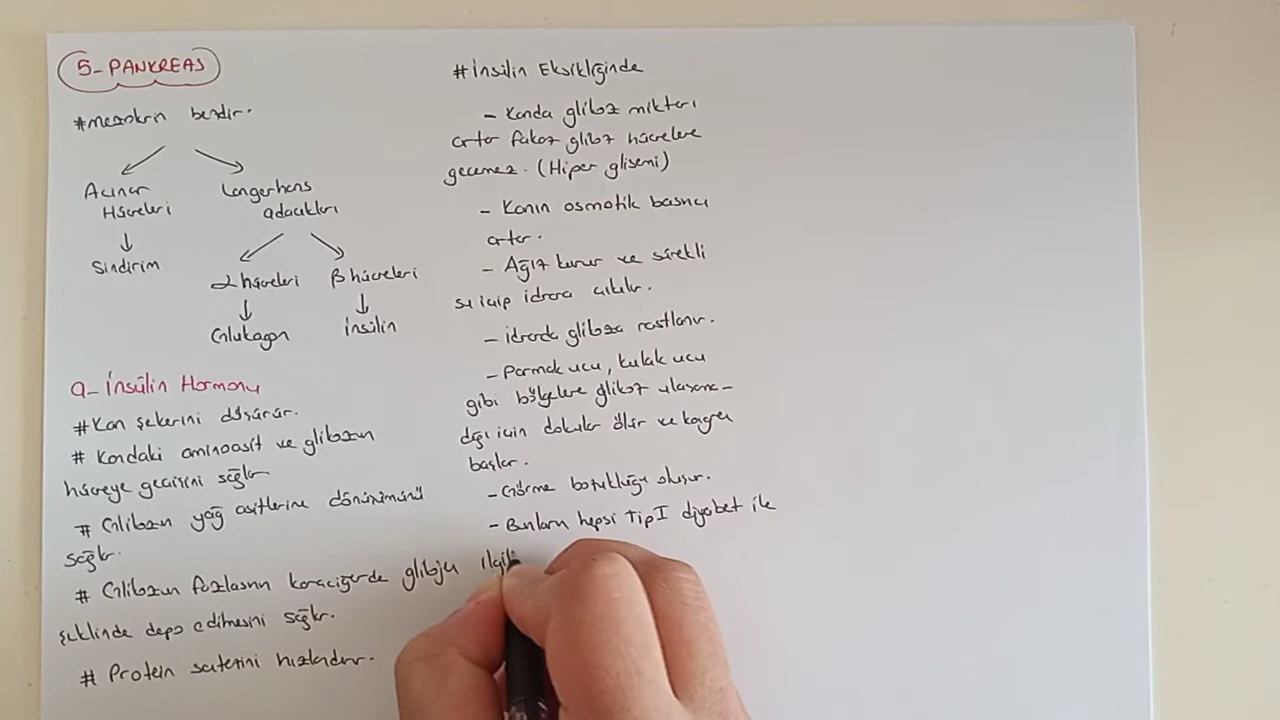 5- PANKREAS
#mezokrin bezdir.
Acınar Langerhans
Hücreleri adacıkları
Sindirim
α hücreleri β hücreleri
Glukagon insülin
a- İnsülin Hormonu
#Kan şekerini düşürür.
# Kandaki aminoasit ve glikozun
hücreye geçişini sağlar
# Glikozun yağ asitlerine dönüşümünü
sağlar.
# Glikozun fazlasının karaciğerde glikojen
şeklinde depo edilmesini sağlar.
# Protein sentezini hızlandırır.
# İnsülin Eksikliğinde
- Kanda glikoz miktarı
artar fakat glikoz hücrelere
geçemez. (Hiper glisemi)
- Kanın osmotik basıncı
artar.
- Ağız kurur ve sürekli
su içip idrara çıkılır.
- idrarda glikoza rastlanır.
- Parmak ucu, kulak ucu
gibi bölgelere glikoz ulaşama-
dığı için dokular ölür ve kangren
başlar.
- Görme bozukluğu oluşur.
- Bunların hepsi Tip I diyabet ile
ilgili